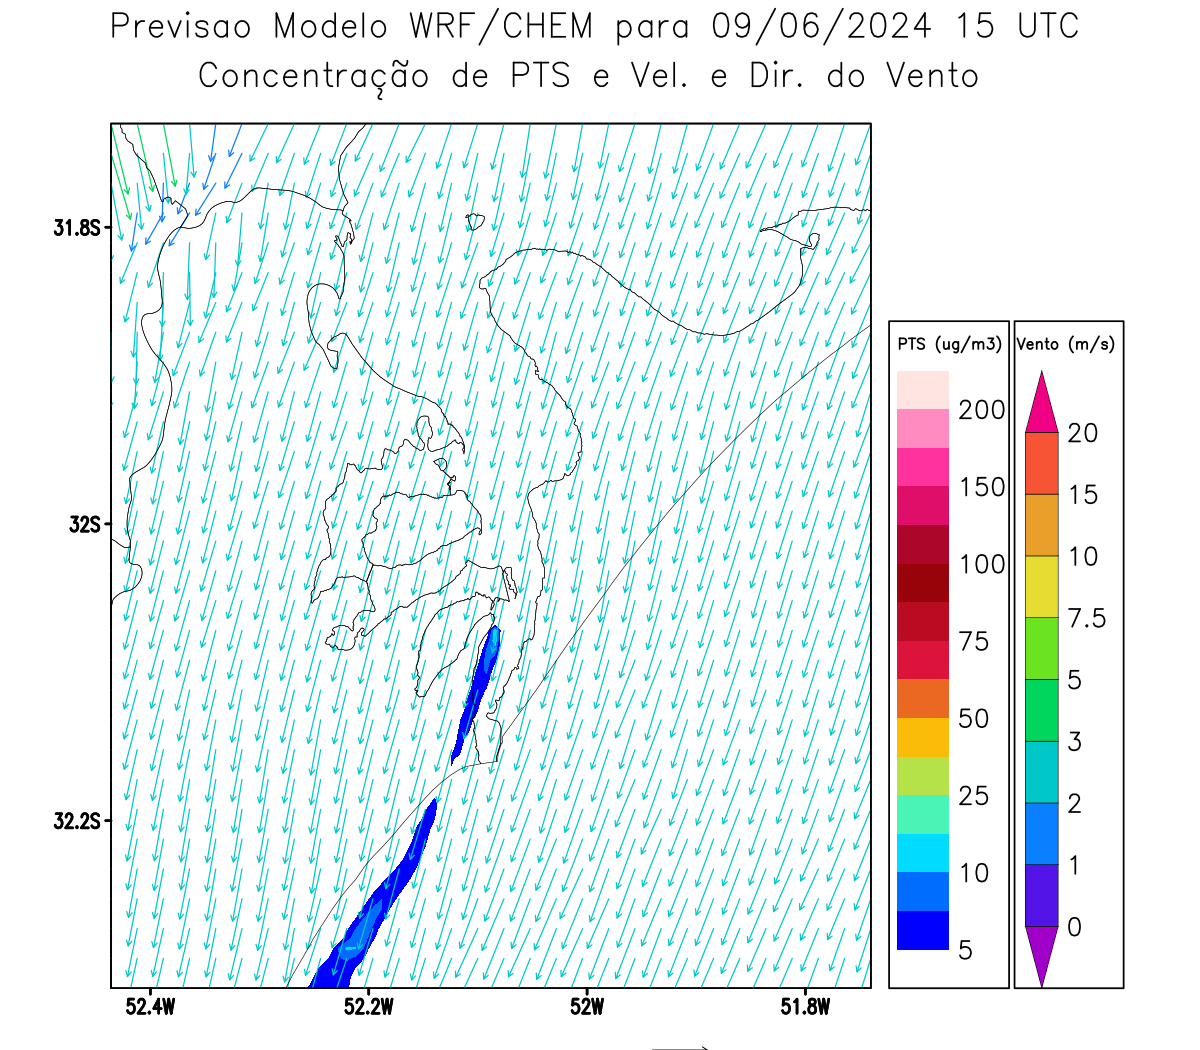 Previsao Modelo WRF/CHEM para 09/06/2024 15 UTC
Concentração de PTS e Vel. e Dir. do Vento
31.8S
32S
32.2S
52.4W
52.2W
52W
51.8W
PTS (ug/m3)
200
150
100
75
50
25
10
5
Vento (m/s)
20
15
10
7.5
5
3
2
1
0